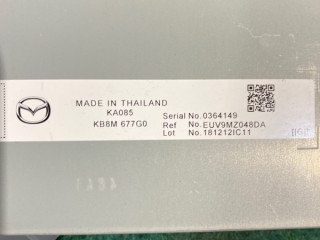 MADE IN THAILAND
KA085
KB8M 677G0
Serial No.0364149
Ref No.EUV9MZ048DA
Lot No.181212IC11